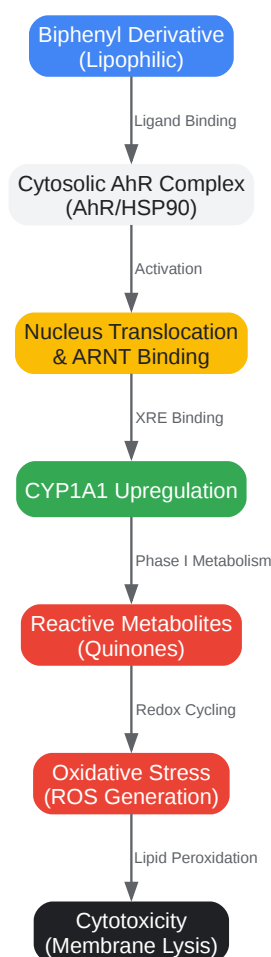 Biphenyl Derivative
(Lipophilic)
Ligand Binding
Cytosolic AhR Complex
(AhR/HSP90)
Activation
Nucleus Translocation
& ARNT Binding
XRE Binding
CYP1A1 Upregulation
Phase I Metabolism
Reactive Metabolites
(Quinones)
Redox Cycling
Oxidative Stress
(ROS Generation)
Lipid Peroxidation
Cytotoxicity
(Membrane Lysis)